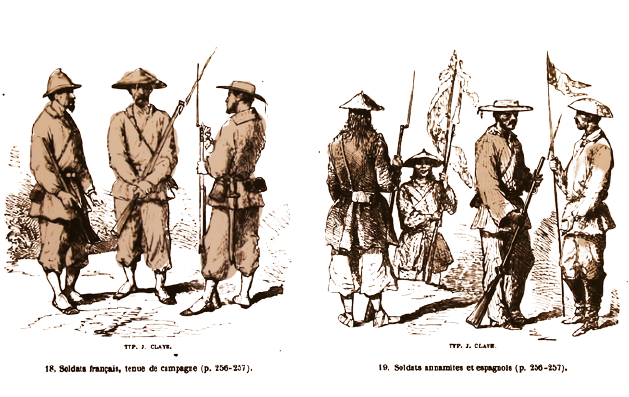 TYP. J. CLAYE.
18. Soldats français, tenue de campagne (p. 256-257).
TYP. J. CLAYE.
19. Soldats annamites et espagnols (p. 256-257).